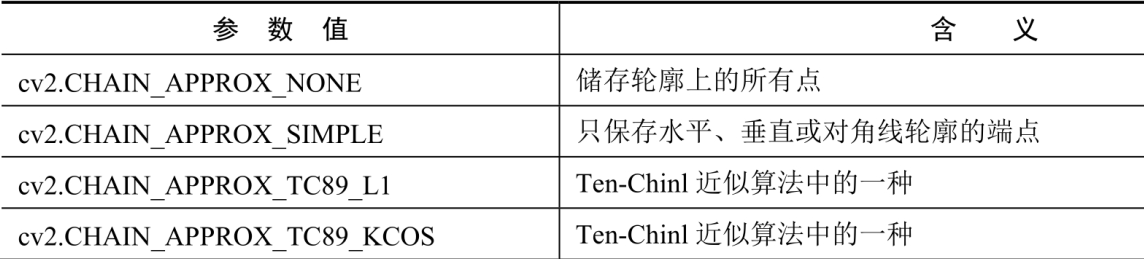 参 数 值 含 义
cv2.CHAIN_APPROX_NONE 储存轮廓上的所有点
cv2.CHAIN_APPROX_SIMPLE 只保存水平、垂直或对角线轮廓的端点
cv2.CHAIN_APPROX_TC89_L1 Ten-Chinl 近似算法中的一种
cv2.CHAIN_APPROX_TC89_KCOS Ten-Chinl 近似算法中的一种